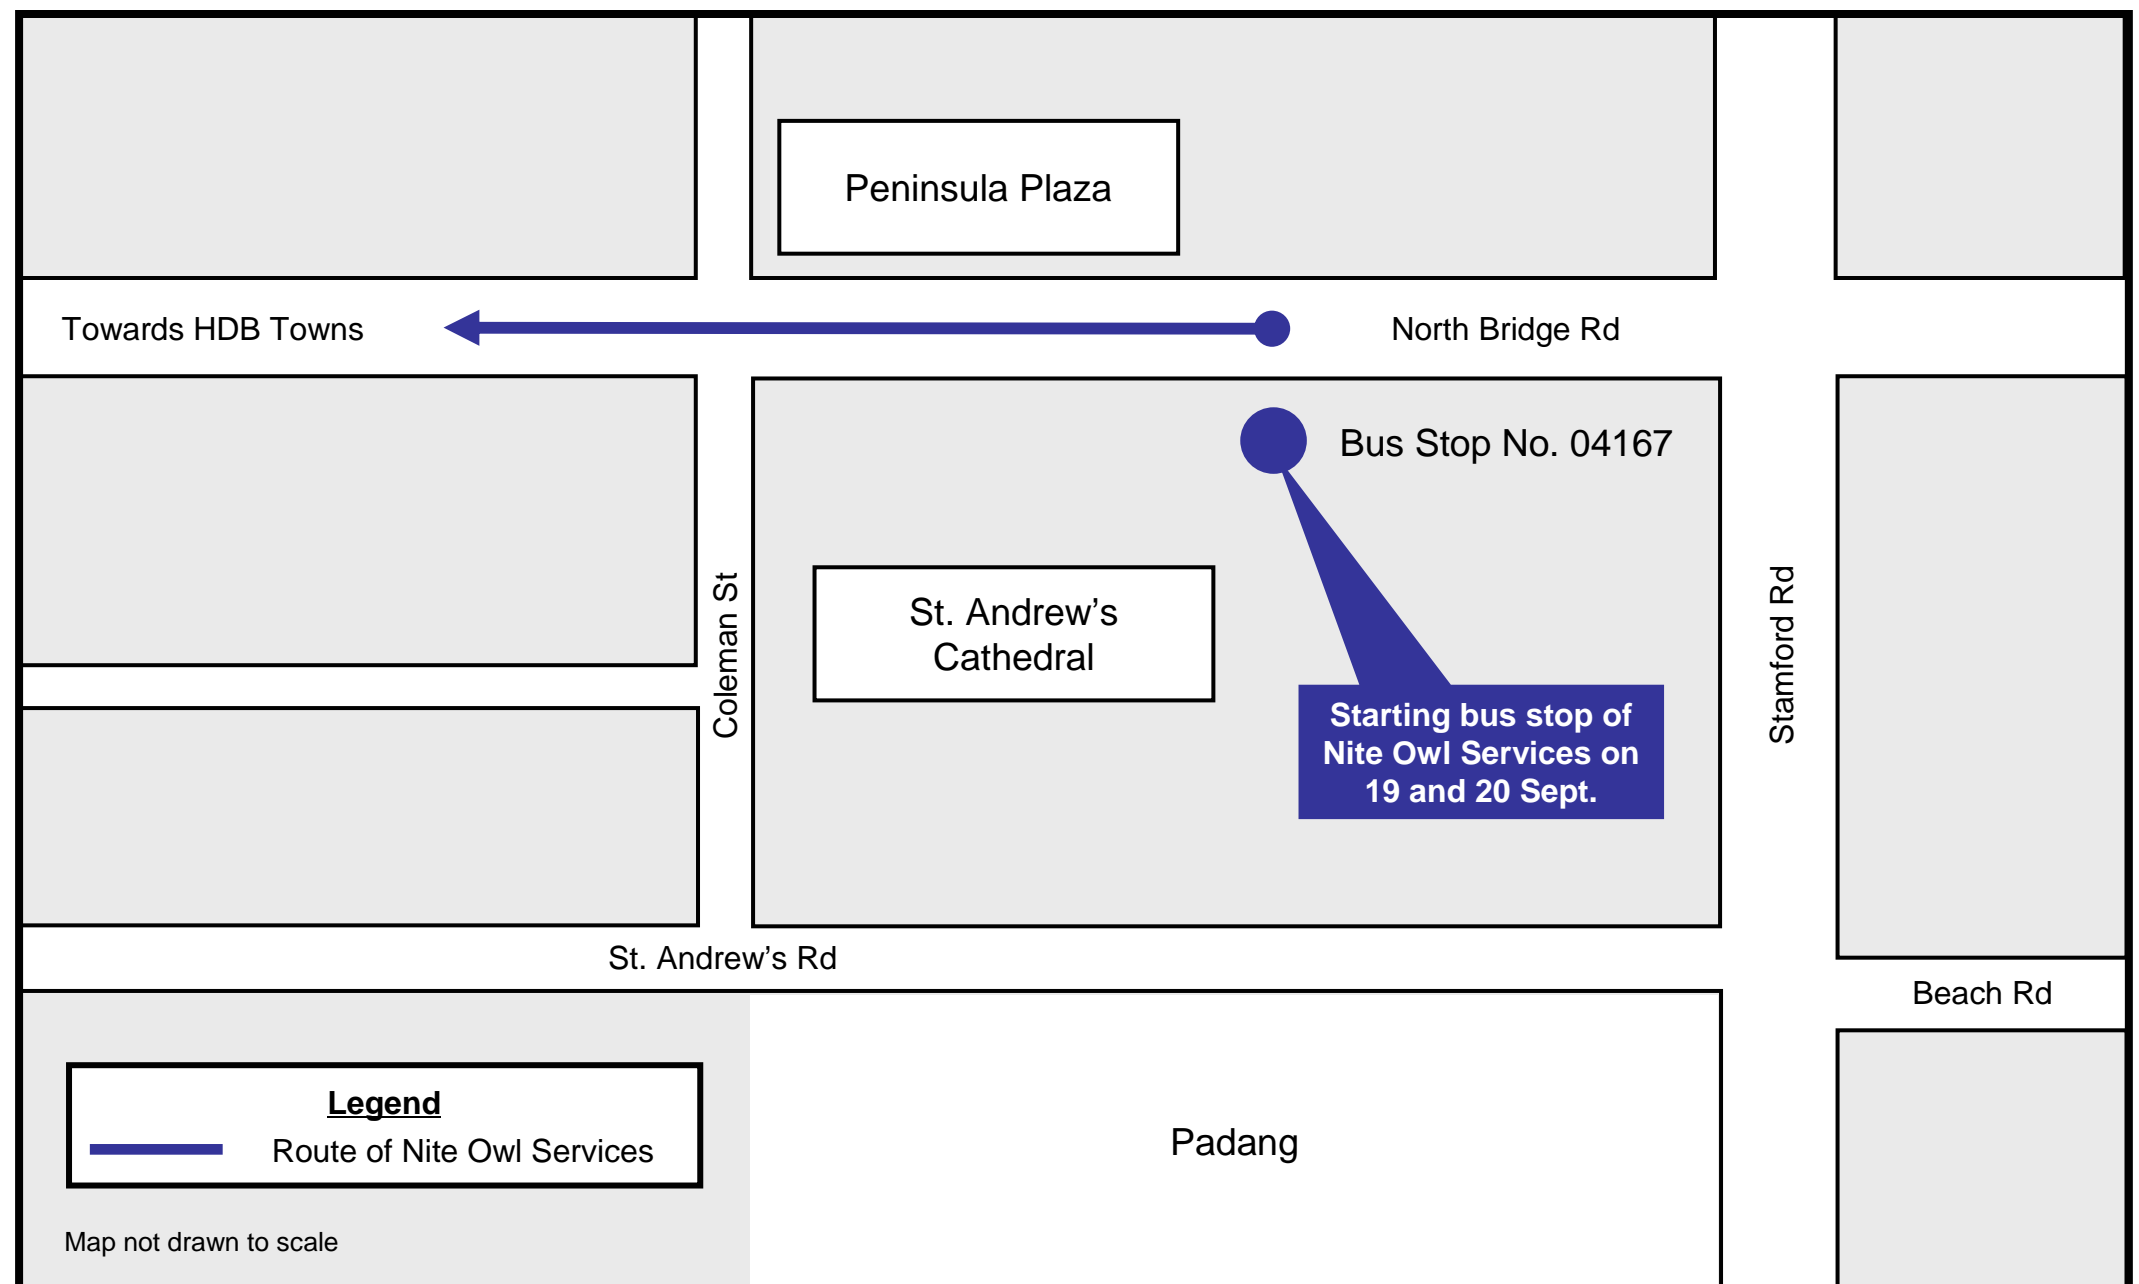 Peninsula Plaza
Towards HDB Towns
North Bridge Rd
Bus Stop No. 04167
Coleman St
St. Andrew’s
Cathedral
Stamford Rd
Starting bus stop of
Nite Owl Services on
19 and 20 Sept.
St. Andrew’s Rd
Beach Rd
Legend
Route of Nite Owl Services
Padang
Map not drawn to scale